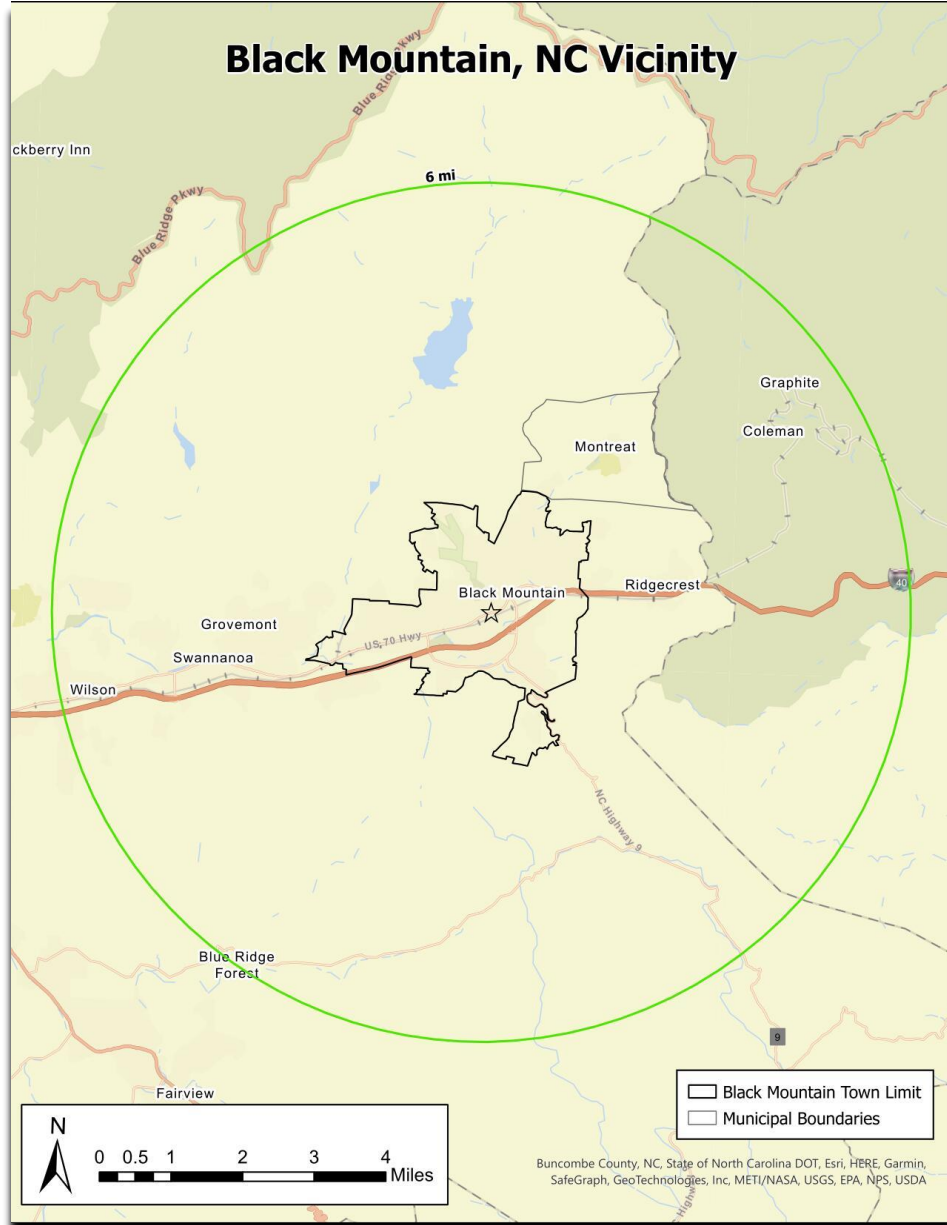 Black Mountain, NC Vicinity
Blue Ridge Pkwy
ckberry Inn
6 mi
Blue Ridge Pkwy
Graphite
Coleman
Montreat
40
Ridgecrest
Black Mountain
Grovemont
US 70 Hwy
Swannanoa
Wilson
NC Highway 9
Blue Ridge
Forest
9
Fairview
Black Mountain Town Limit
Municipal Boundaries
N
0 0.5 1 2 3 4
Miles
Buncombe County, NC, State of North Carolina DOT, Esri, HERE, Garmin,
SafeGraph, GeoTechnologies, Inc, METI/NASA, USGS, EPA, NPS, USDA
Highw